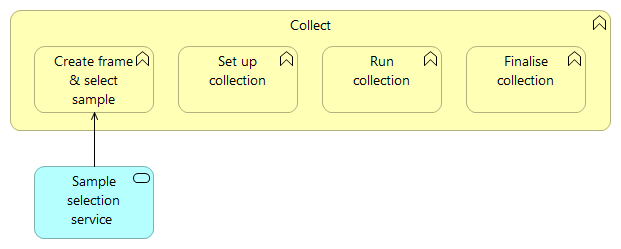 Collect
Create frame
& select
sample
Set up
collection
Run
collection
Finalise
collection
Sample
selection
service